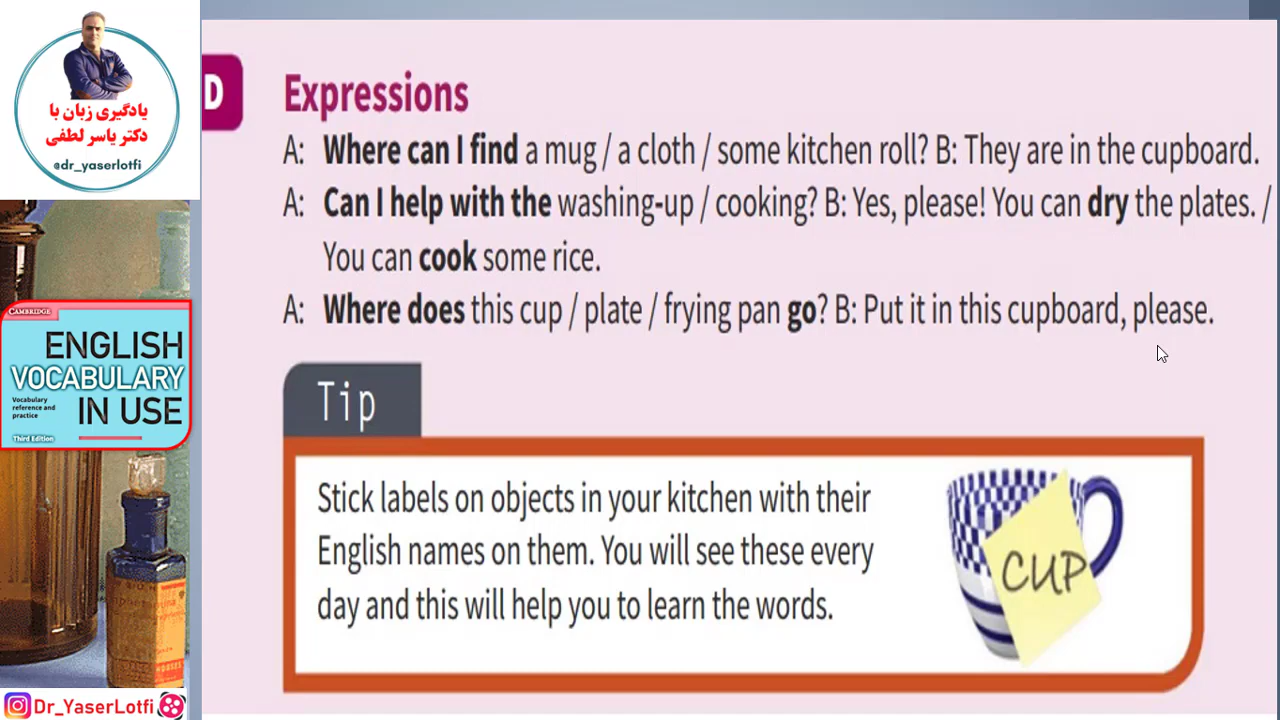 یادگیری زبان با
دکتر یاسر لطفی
@dr_yaserlotfi
CAMBRIDGE
ENGLISH
VOCABULARY
IN USE
Vocabulary
reference and
practice
Third Edition
Dr_YaserLotfi
D
Expressions
A: Where can I find a mug / a cloth / some kitchen roll? B: They are in the cupboard.
A: Can I help with the washing-up / cooking? B: Yes, please! You can dry the plates. /
You can cook some rice.
A: Where does this cup / plate / frying pan go? B: Put it in this cupboard, please.
Tip
Stick labels on objects in your kitchen with their
English names on them. You will see these every
day and this will help you to learn the words.
CUP